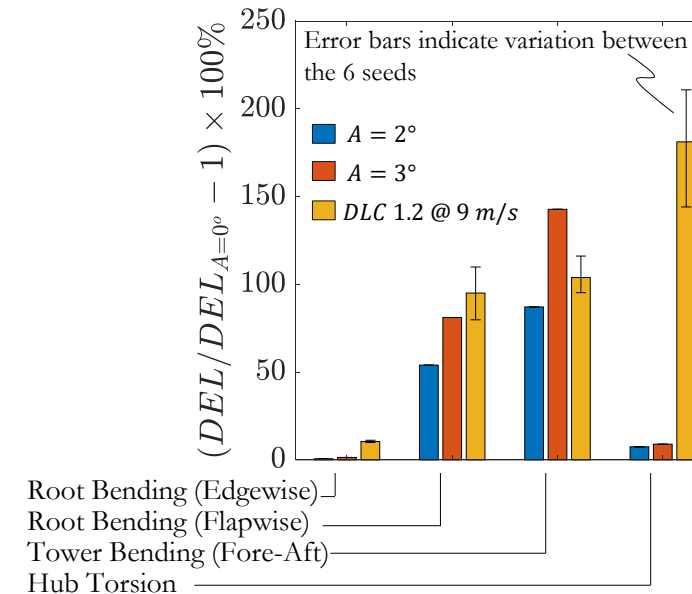 (DEL/DEL_{A=0^o} − 1) × 100%
250
200
150
100
50
0
Error bars indicate variation between
the 6 seeds
A = 2°
A = 3°
DLC 1.2 @ 9 m/s
Root Bending (Edgewise)
Root Bending (Flapwise)
Tower Bending (Fore-Aft)
Hub Torsion